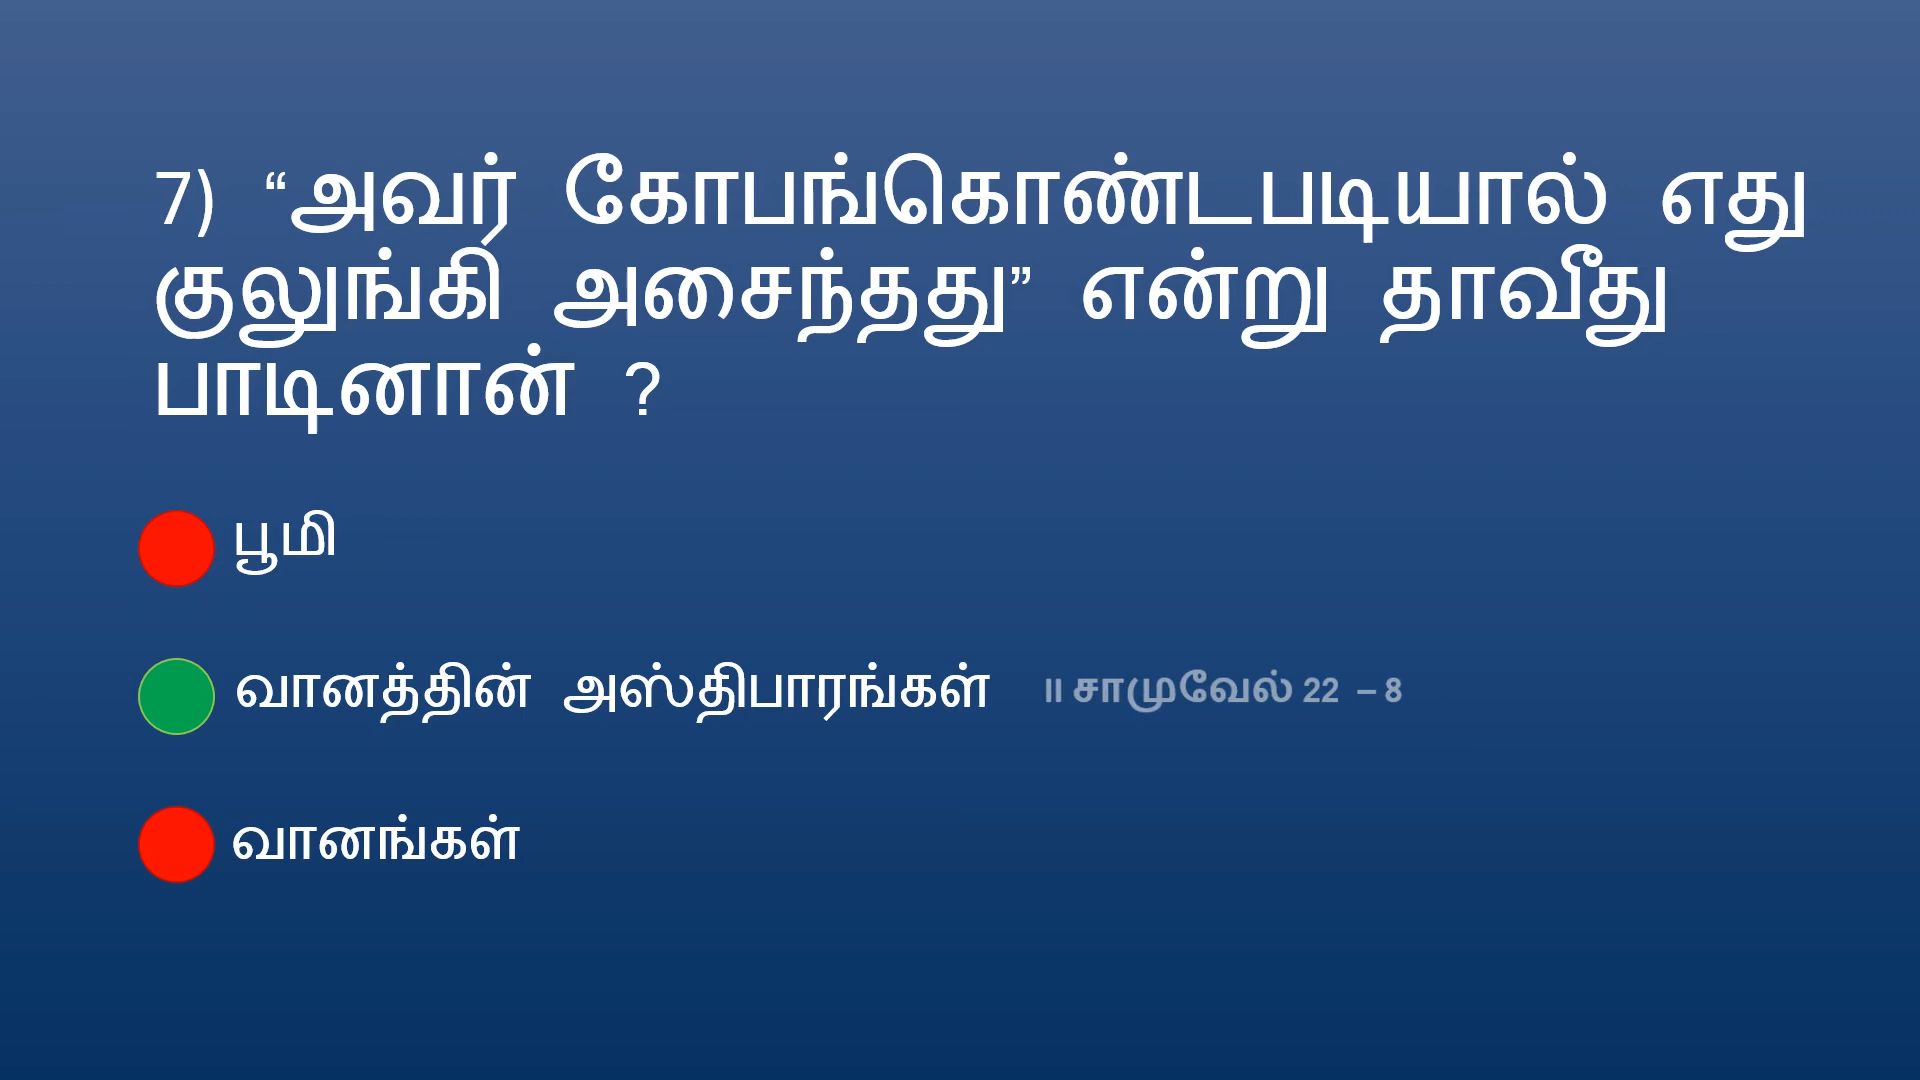 7) “அவர் கோபங்கொண்டபடியால் எது
குலுங்கி அசைந்தது” என்று தாவீது
பாடினான் ?
பூமி
வானத்தின் அஸ்திபாரங்கள் II சாமுவேல் 22 – 8
வானங்கள்